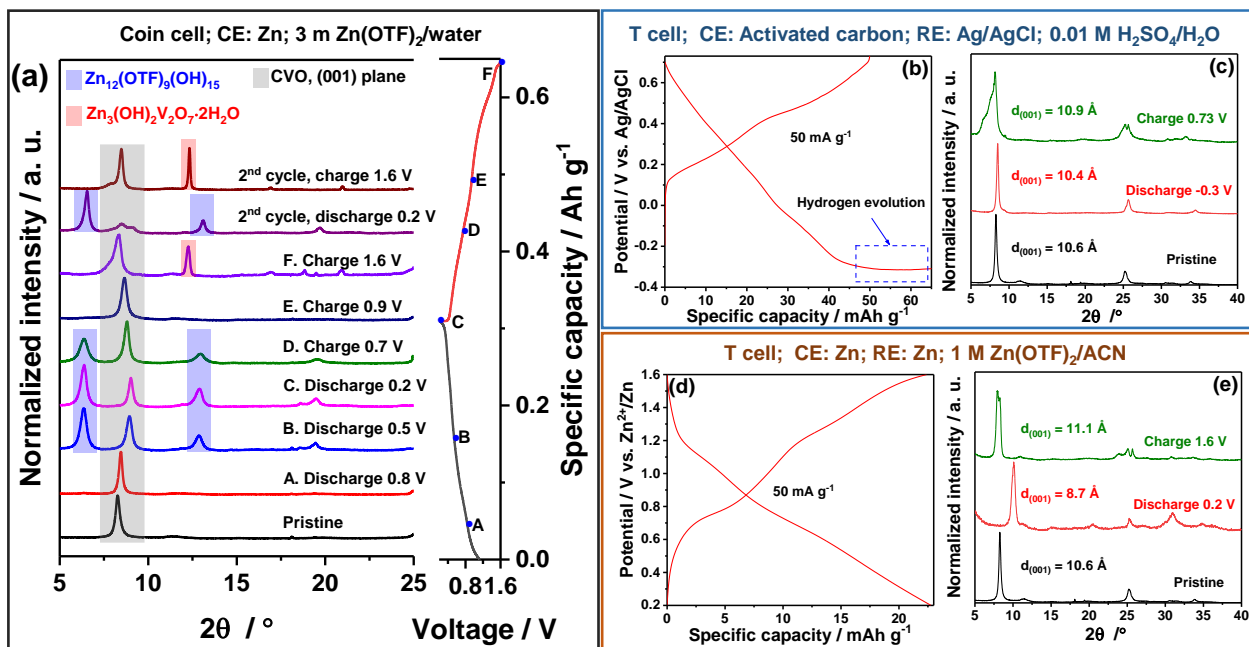 Coin cell; CE: Zn; 3 m Zn(OTF)₂/water
(a)
Zn₁₂(OTF)₉(OH)₁₅
CVO, (001) plane
Zn₃(OH)₂V₂O₇·2H₂O
2ⁿᵈ cycle, charge 1.6 V
2ⁿᵈ cycle, discharge 0.2 V
F. Charge 1.6 V
E. Charge 0.9 V
D. Charge 0.7 V
C. Discharge 0.2 V
B. Discharge 0.5 V
A. Discharge 0.8 V
Pristine
Normalized intensity / a. u.
5 10 15 20 25
2θ / °
F
E
D
C
B
A
0.6
0.4
0.2
0.0
Specific capacity / Ah g⁻¹
0.8 1.6
Voltage / V
T cell; CE: Activated carbon; RE: Ag/AgCl; 0.01 M H₂SO₄/H₂O
(b)
50 mA g⁻¹
Hydrogen evolution
Potential / V vs. Ag/AgCl
0.6
0.4
0.2
0.0
-0.2
-0.4
0 10 20 30 40 50 60
Specific capacity / mAh g⁻¹
(c)
d(001) = 10.9 Å
Charge 0.73 V
d(001) = 10.4 Å
Discharge -0.3 V
d(001) = 10.6 Å
Pristine
Normalized intensity / a. u.
5 10 15 20 25 30 35 40
2θ / °
T cell; CE: Zn; RE: Zn; 1 M Zn(OTF)₂/ACN
(d)
50 mA g⁻¹
Potential / V vs. Zn²⁺/Zn
1.6
1.4
1.2
1.0
0.8
0.6
0.4
0.2
0 5 10 15 20
Specific capacity / mAh g⁻¹
(e)
d(001) = 11.1 Å
Charge 1.6 V
d(001) = 8.7 Å
Discharge 0.2 V
d(001) = 10.6 Å
Pristine
Normalized intensity / a. u.
5 10 15 20 25 30 35 40
2θ / °